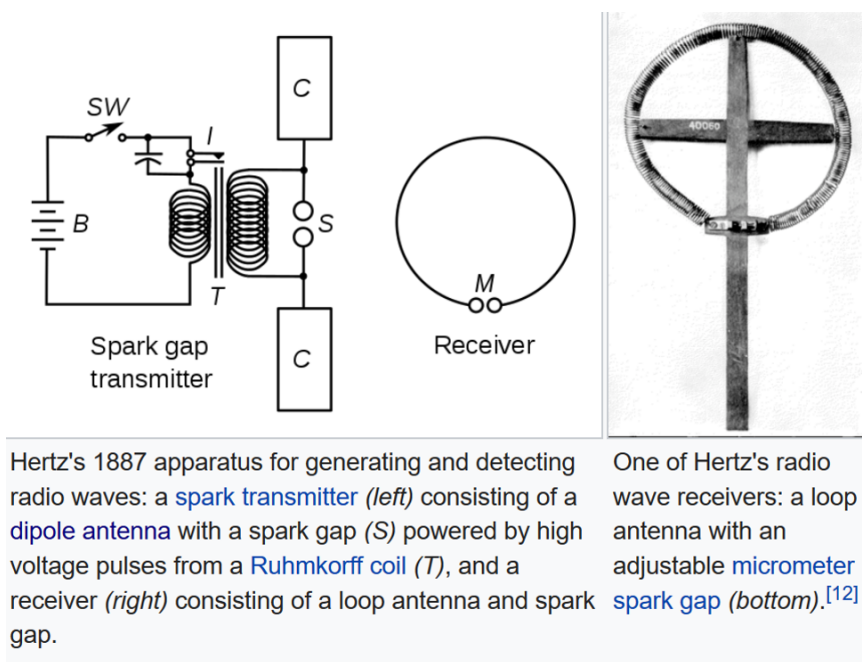 SW
I
C
B
S
T
M
C
Spark gap
transmitter
Receiver
40060
Hertz's 1887 apparatus for generating and detecting
radio waves: a spark transmitter (left) consisting of a
dipole antenna with a spark gap (S) powered by high
voltage pulses from a Ruhmkorff coil (T), and a
receiver (right) consisting of a loop antenna and spark
gap.
One of Hertz's radio
wave receivers: a loop
antenna with an
adjustable micrometer
spark gap (bottom).[12]